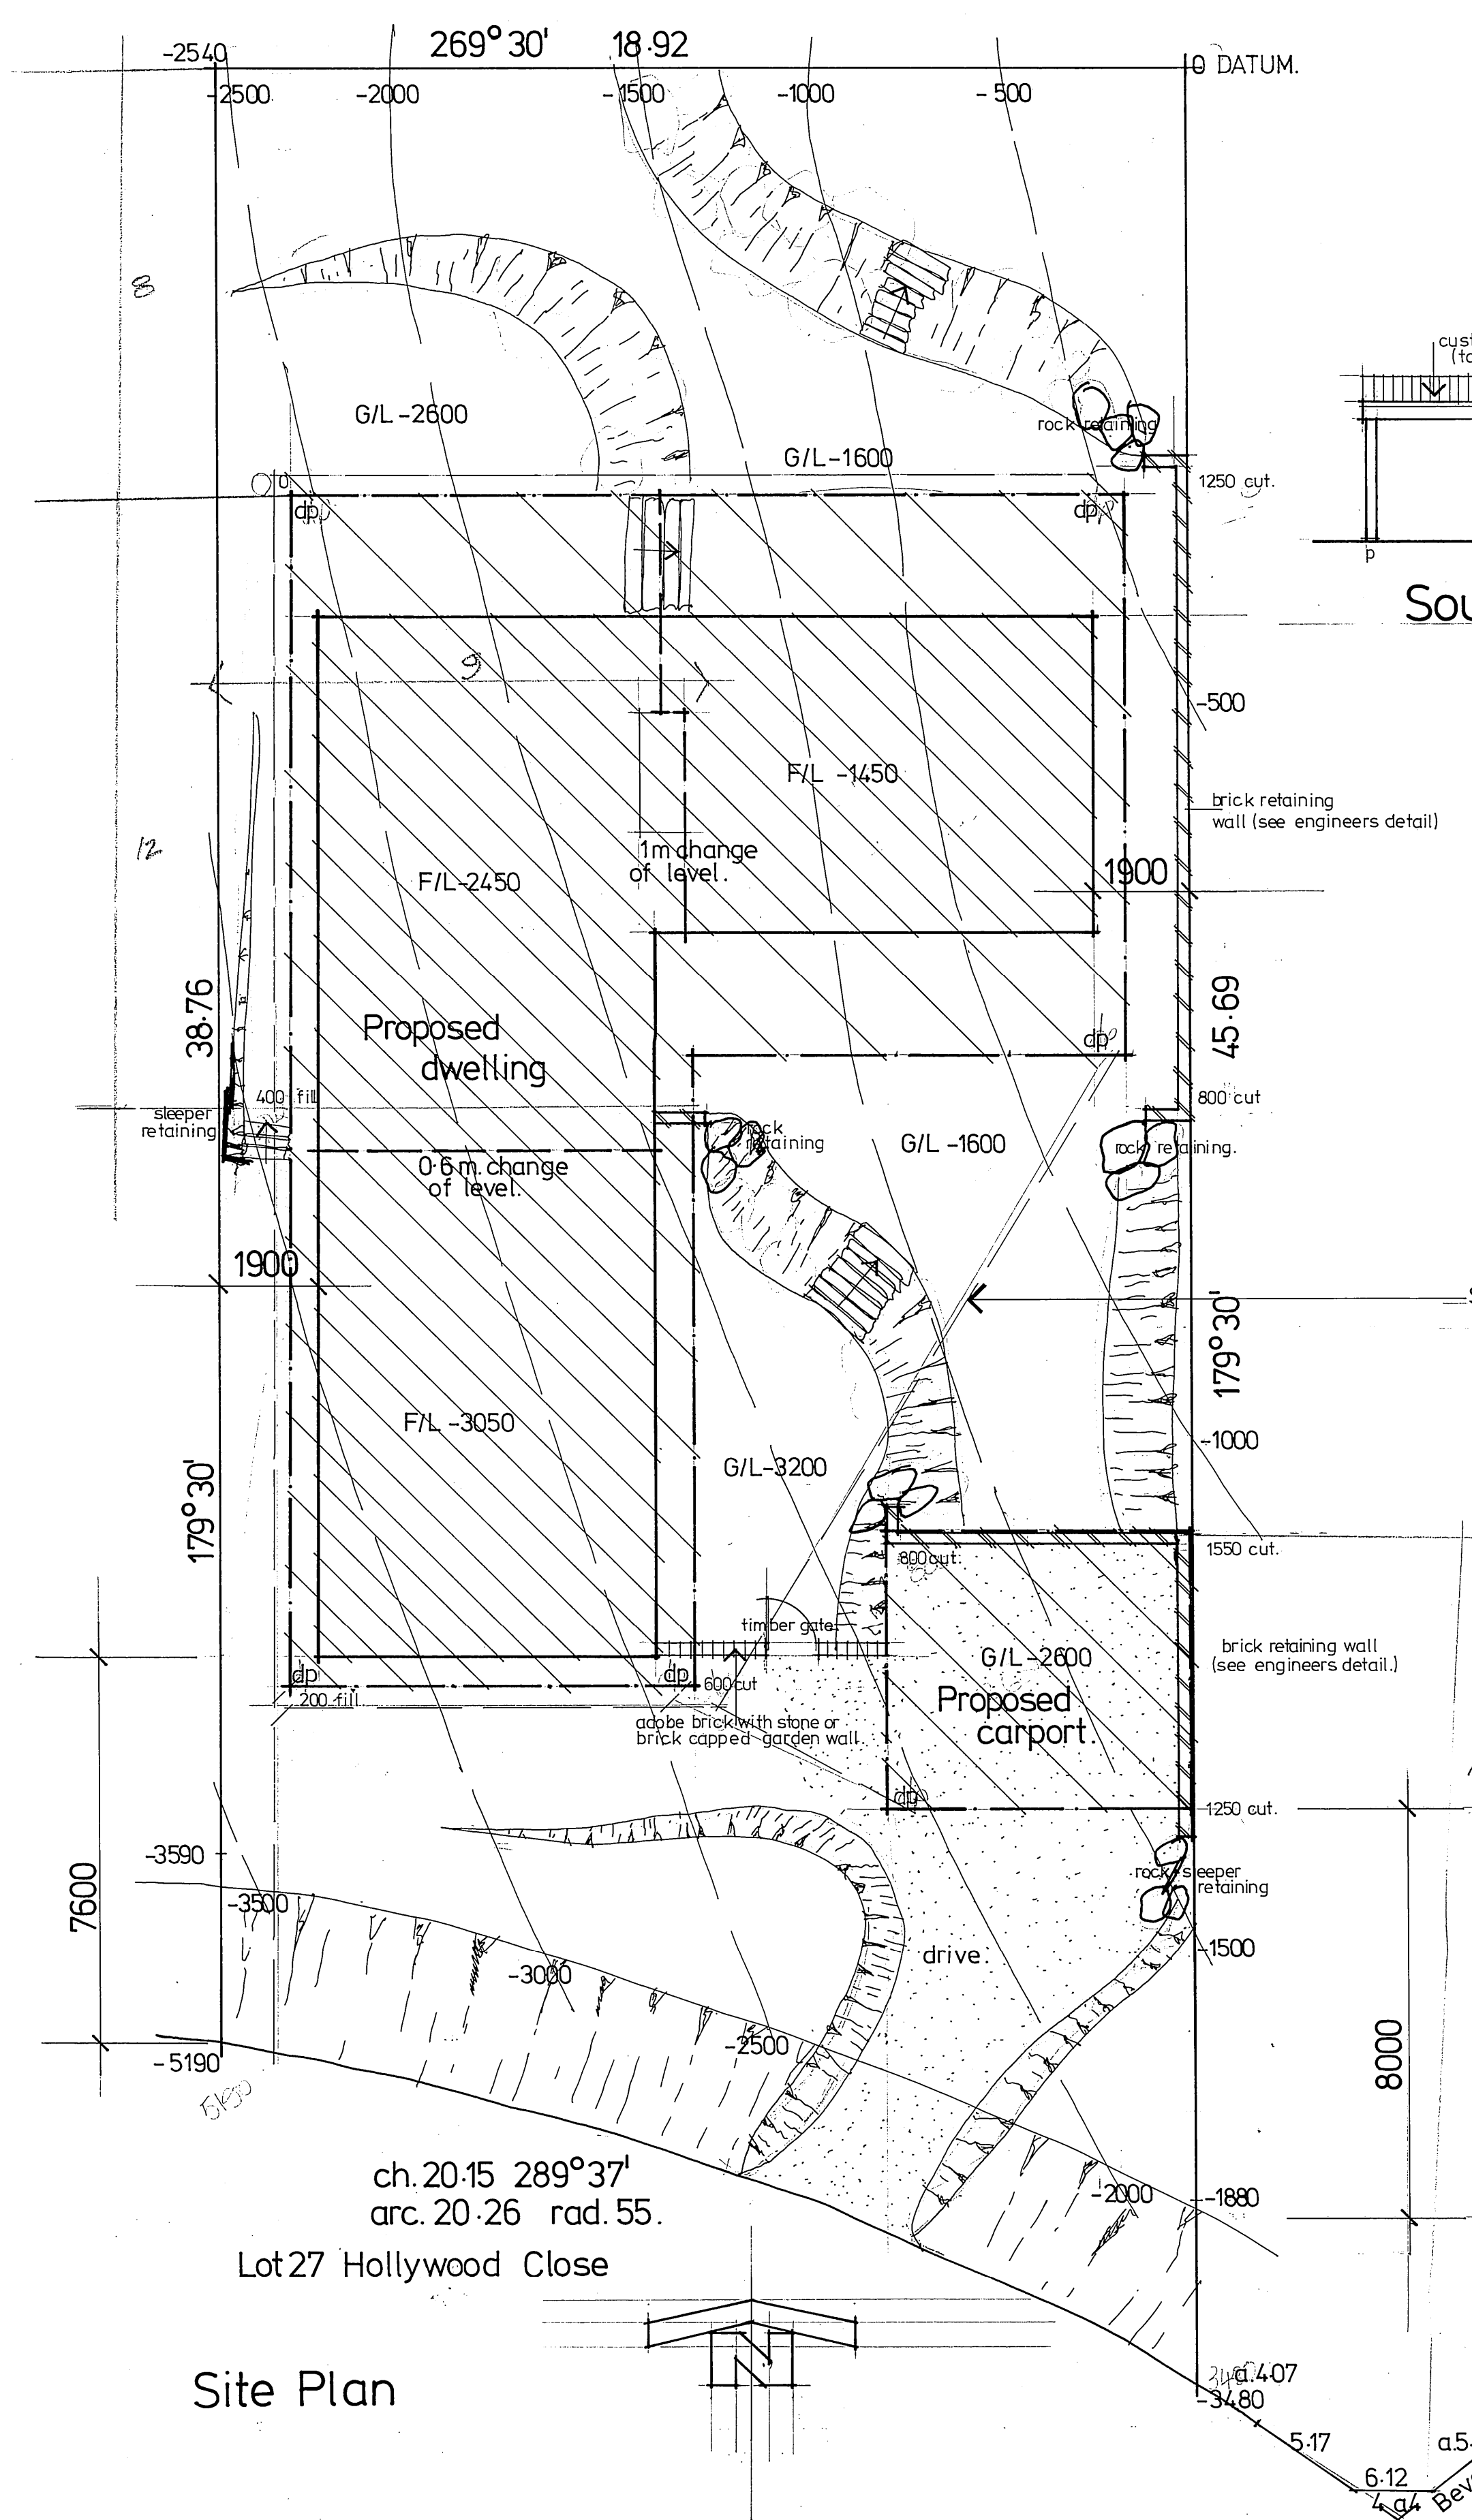 269°30' 18·92
-2540
0 DATUM.
-2500
-2000
-1500
-1000
-500
8
G/L -2600
rock retaining
G/L -1600
1250 cut.
dp
dp
p
Sou
9
-500
F/L -1450
brick retaining
wall (see engineers detail)
12
1m change
of level.
1900
F/L -2450
38·76
45·69
Proposed
dwelling
dp
400 fill
800 cut
sleeper
retaining
rock
retaining
G/L -1600
rock retaining.
0·6m. change
of level.
1900
179°30'
F/L -3050
-1000
G/L -3200
179°30'
800 cut.
1550 cut.
timber gate
G/L -2600
brick retaining wall
(see engineers detail.)
dp
dp
600 cut
200 fill.
Proposed
carport.
adobe brick with stone or
brick capped garden wall.
dp
1250 cut.
-3590
rock/sleeper
retaining
7600
-3500
drive.
-1500
-3000
-2500
8000
-5190
ch. 20·15 289°37'
-2000
-1880
arc. 20·26 rad. 55.
Lot 27 Hollywood Close
N
a.4·07
Site Plan
-3480
5·17
a.5
6·12